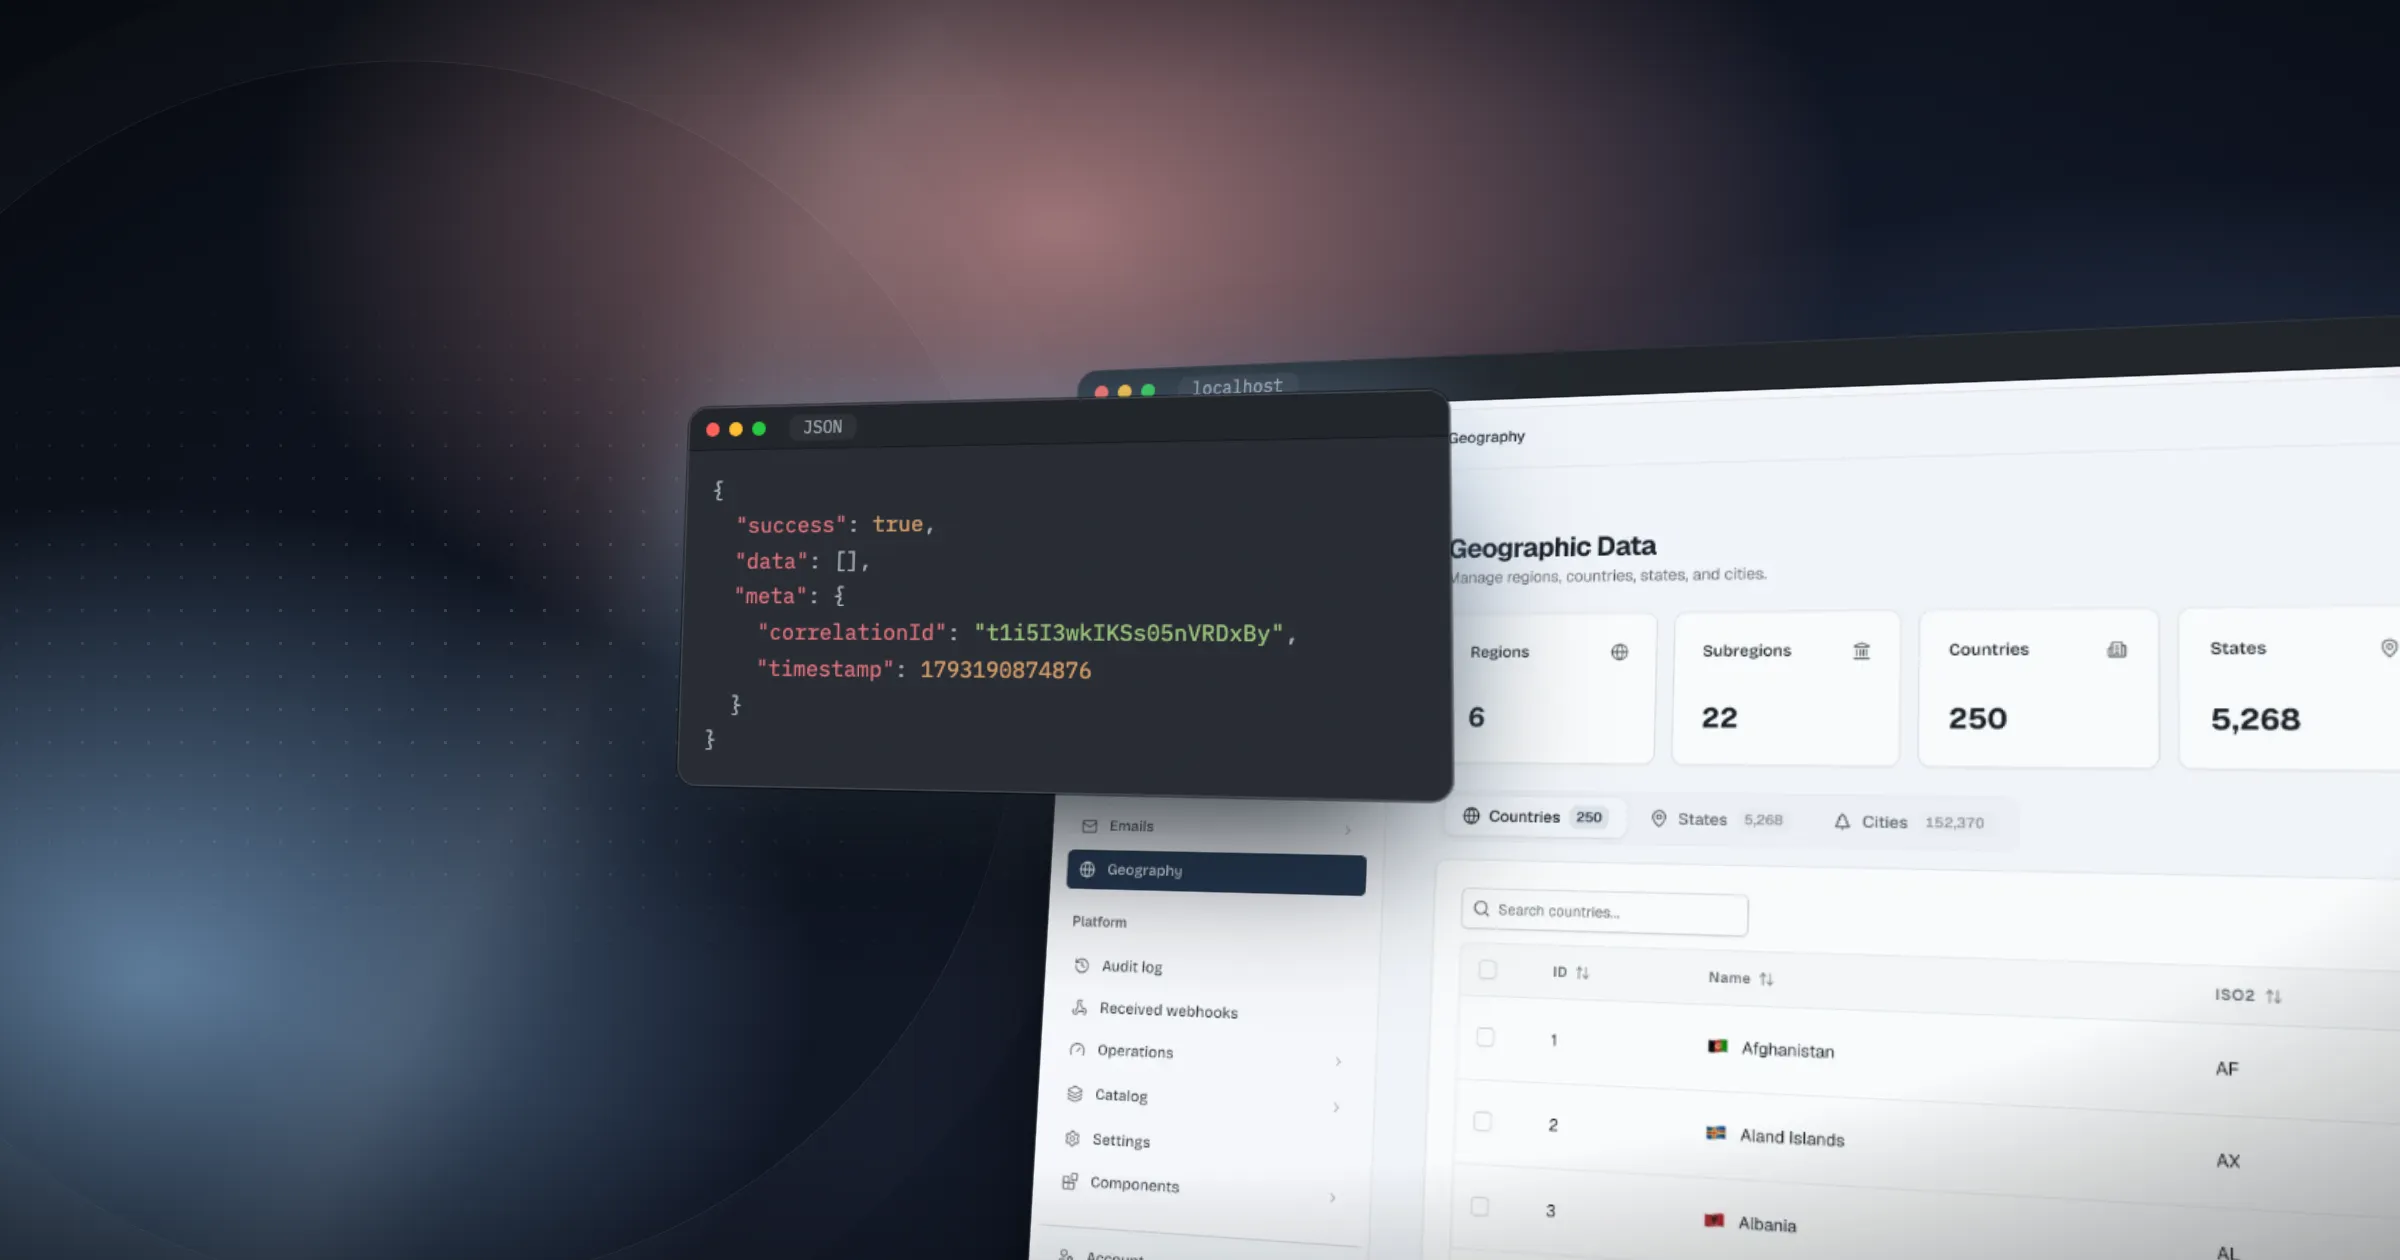 localhost
JSON
{
"success": true,
"data": [],
"meta": {
"correlationId": "t1i5I3wkIKSs05nVRDxBy",
"timestamp": 1793190874876
}
}
Geography
Geographic Data
Manage regions, countries, states, and cities.
Regions
6
Subregions
22
Countries
250
States
5,268
Countries 250
States 5,268
Cities 152,370
Search countries...
ID
Name
ISO2
1
Afghanistan
AF
2
Aland Islands
AX
3
Albania
AL
Emails
Geography
Platform
Audit log
Received webhooks
Operations
Catalog
Settings
Components
Account